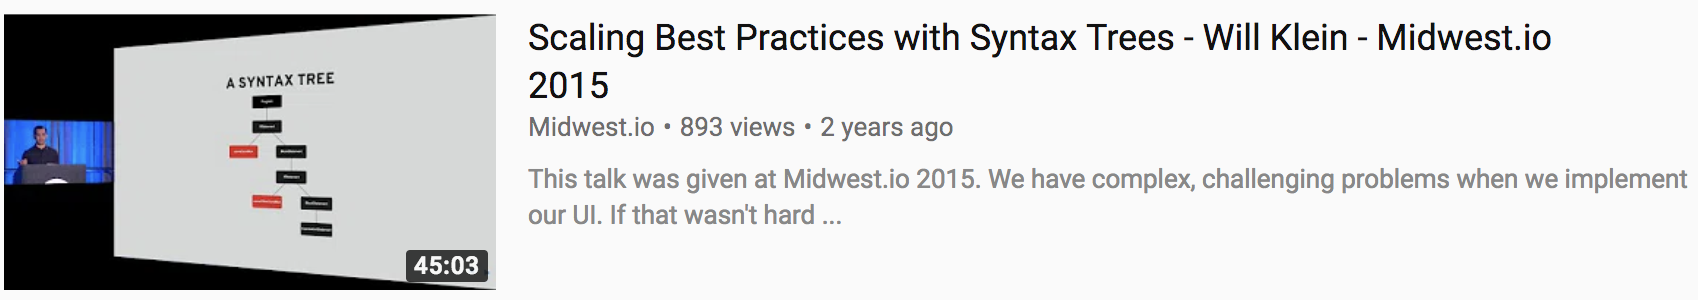 A SYNTAX TREE
45:03
Scaling Best Practices with Syntax Trees - Will Klein - Midwest.io
2015
Midwest.io • 893 views • 2 years ago
This talk was given at Midwest.io 2015. We have complex, challenging problems when we implement
our UI. If that wasn't hard ...